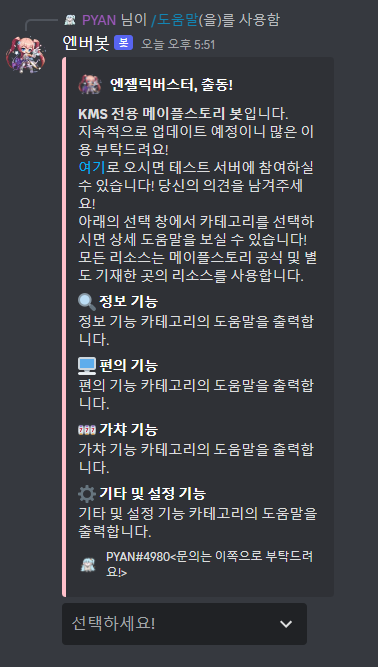 PYAN 님이 /도움말(을)를 사용함
엔버봇 봇 오늘 오후 5:51
엔젤릭버스터, 출동!
KMS 전용 메이플스토리 봇입니다.
지속적으로 업데이트 예정이니 많은 이
용 부탁드려요!
여기로 오시면 테스트 서버에 참여하실
수 있습니다! 당신의 의견을 남겨주세
요!
아래의 선택 창에서 카테고리를 선택하
시면 상세 도움말을 보실 수 있습니다!
모든 리소스는 메이플스토리 공식 및 별
도 기재한 곳의 리소스를 사용합니다.
정보 기능
정보 기능 카테고리의 도움말을 출력합
니다.
편의 기능
편의 기능 카테고리의 도움말을 출력합
니다.
가챠 기능
가챠 기능 카테고리의 도움말을 출력합
니다.
기타 및 설정 기능
기타 및 설정 기능 카테고리의 도움말을
출력합니다.
PYAN#4980<문의는 이쪽으로 부탁드려
요!>
선택하세요!